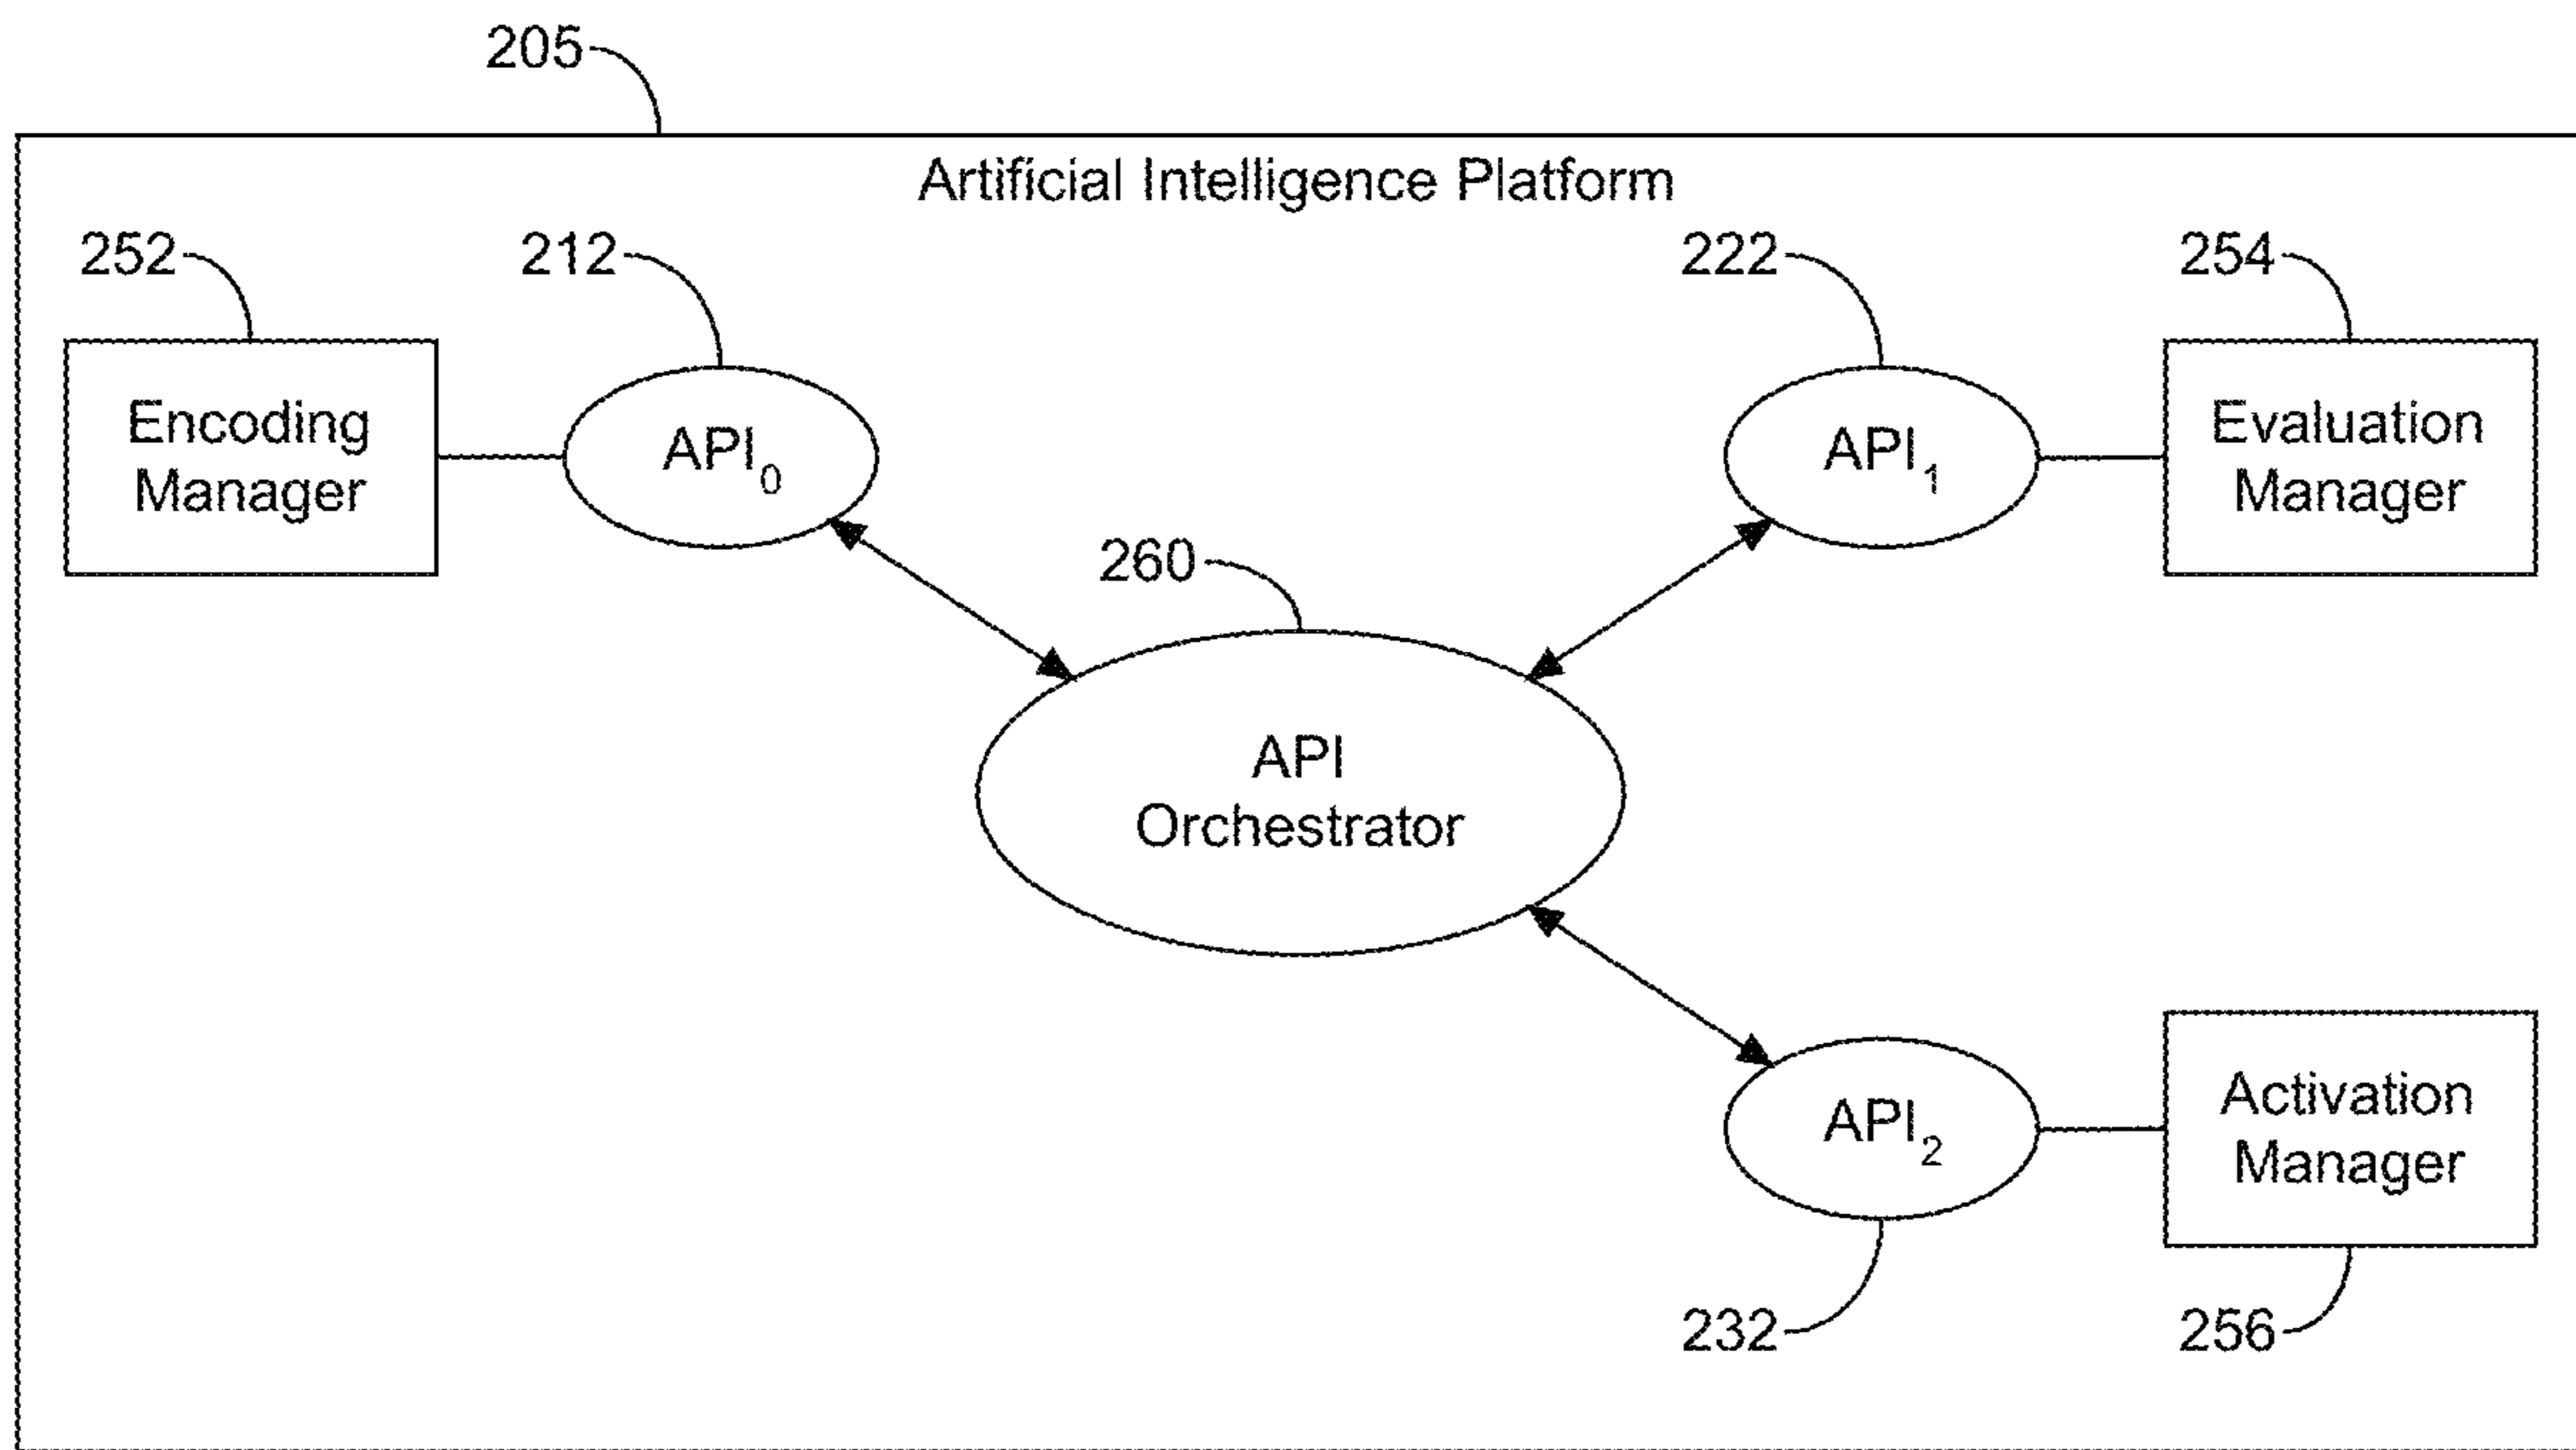 205
Artificial Intelligence Platform
252
212
222
254
Encoding
Manager
API₀
API₁
Evaluation
Manager
260
API
Orchestrator
API₂
Activation
Manager
232
256